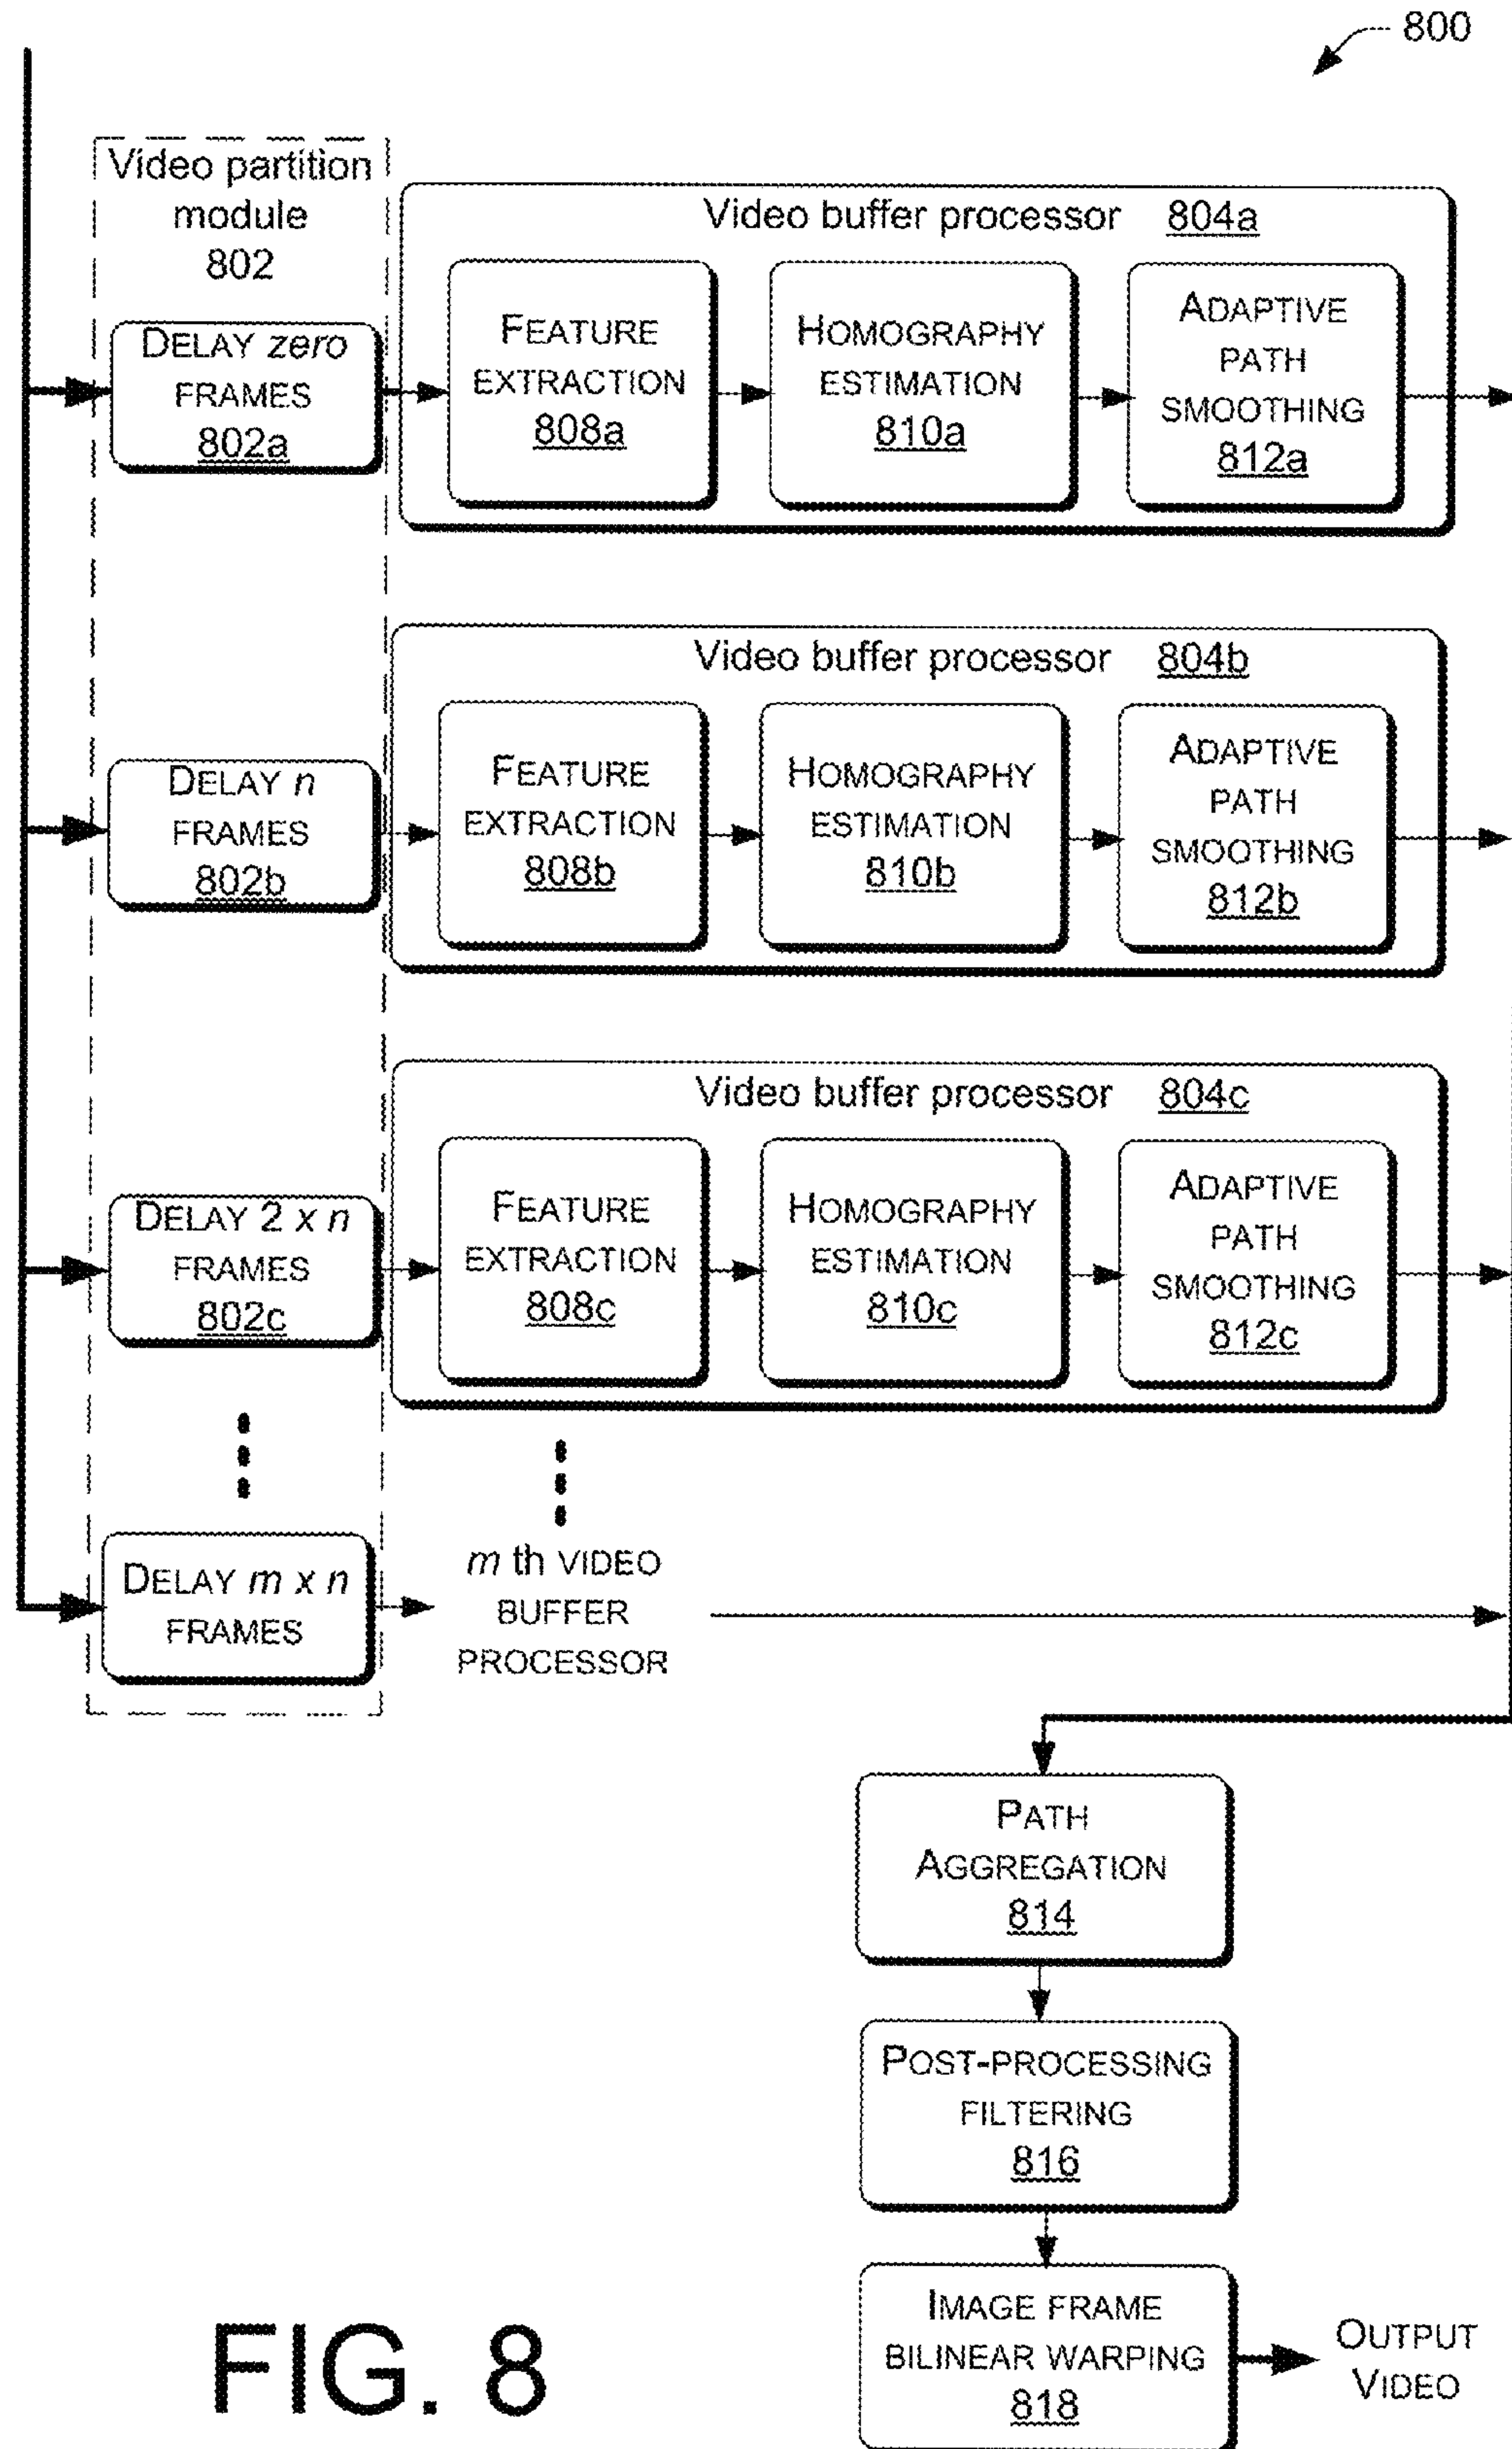 800
Video partition
module
802
Video buffer processor 804a
DELAY zero
FRAMES
802a
FEATURE
EXTRACTION
808a
HOMOGRAPHY
ESTIMATION
810a
ADAPTIVE
PATH
SMOOTHING
812a
Video buffer processor 804b
DELAY n
FRAMES
802b
FEATURE
EXTRACTION
808b
HOMOGRAPHY
ESTIMATION
810b
ADAPTIVE
PATH
SMOOTHING
812b
Video buffer processor 804c
DELAY 2 x n
FRAMES
802c
FEATURE
EXTRACTION
808c
HOMOGRAPHY
ESTIMATION
810c
ADAPTIVE
PATH
SMOOTHING
812c
DELAY m x n
FRAMES
m th VIDEO
BUFFER
PROCESSOR
PATH
AGGREGATION
814
POST-PROCESSING
FILTERING
816
IMAGE FRAME
BILINEAR WARPING
818
OUTPUT
VIDEO
FIG. 8